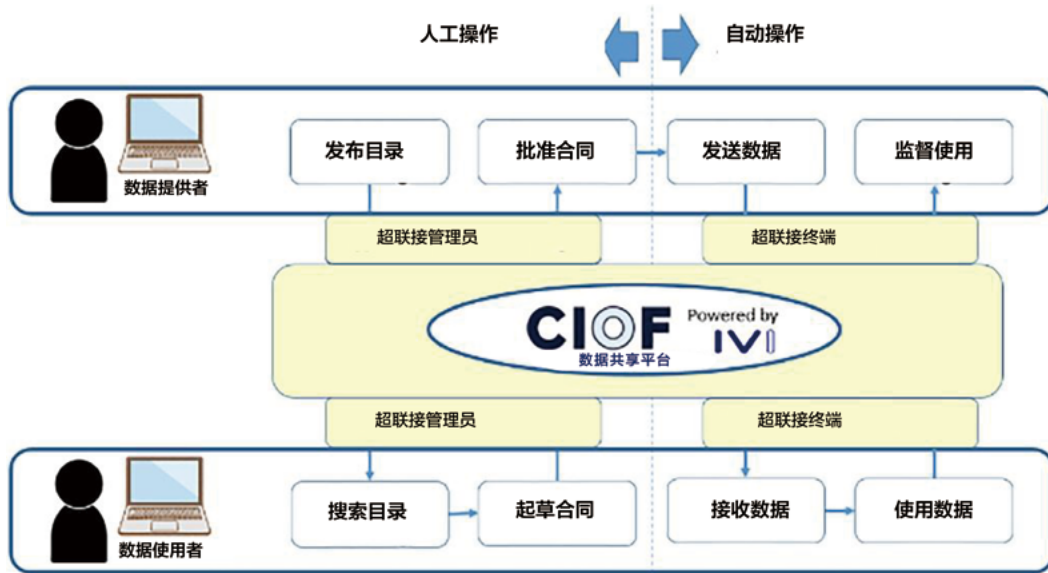 人工操作
自动操作
发布目录
批准合同
发送数据
监督使用
数据提供者
超联接管理员
超联接终端
CIOF
Powered by
IVI
数据共享平台
超联接管理员
超联接终端
搜索目录
起草合同
接收数据
使用数据
数据使用者